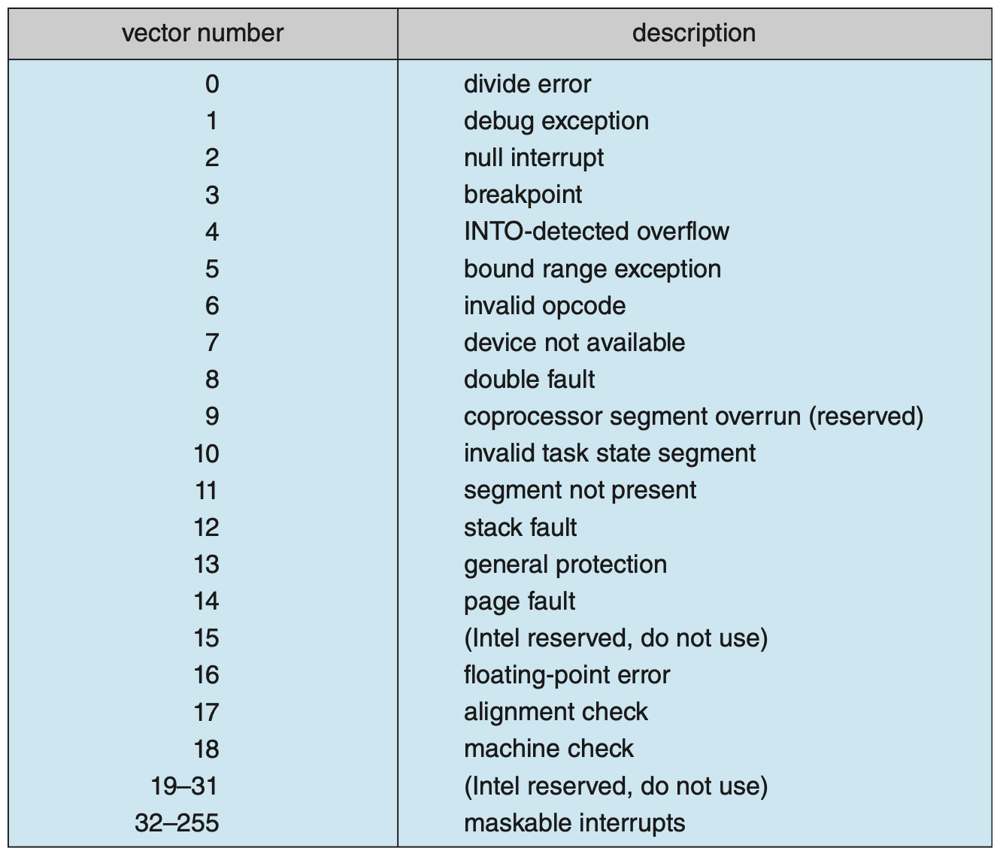 vector number description
0 divide error
1 debug exception
2 null interrupt
3 breakpoint
4 INTO-detected overflow
5 bound range exception
6 invalid opcode
7 device not available
8 double fault
9 coprocessor segment overrun (reserved)
10 invalid task state segment
11 segment not present
12 stack fault
13 general protection
14 page fault
15 (Intel reserved, do not use)
16 floating-point error
17 alignment check
18 machine check
19–31 (Intel reserved, do not use)
32–255 maskable interrupts